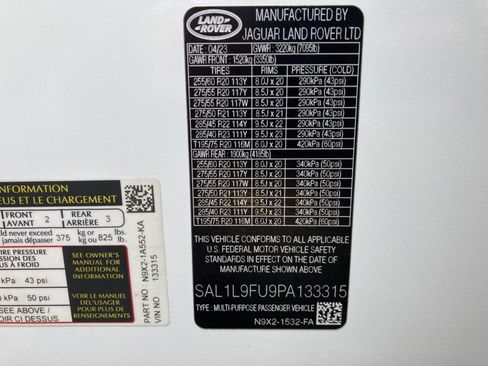 LAND
ROVER
MANUFACTURED BY
JAGUAR LAND ROVER LTD
DATE : 04/23 GVWR : 3220kg (7095lb)
GAWR FRONT : 1520kg (3350lb)
TIRES RIMS PRESSURE (COLD)
255/60 R20 113Y 8.0J x 20 290kPa (43psi)
275/55 R20 117Y 8.5J x 20 290kPa (43psi)
275/55 R20 117W 8.5J x 20 290kPa (43psi)
275/50 R21 113Y 8.5J x 21 290kPa (43psi)
285/45 R22 114Y 9.5J x 22 290kPa (43psi)
285/40 R23 111Y 9.5J x 23 290kPa (43psi)
T195/75 R20 116M 5.5J x 20 420kPa (60psi)
GAWR REAR: 1900kg (4185lb)
255/60 R20 113Y 8.0J x 20 340kPa (50psi)
275/55 R20 117Y 8.5J x 20 340kPa (50psi)
275/55 R20 117W 8.5J x 20 340kPa (50psi)
275/50 R21 113Y 8.5J x 21 340kPa (50psi)
285/45 R22 114Y 9.5J x 22 340kPa (50psi)
285/40 R23 111Y 9.5J x 23 340kPa (50psi)
T195/75 R20 116M 5.5J x 20 420kPa (60psi)
THIS VEHICLE CONFORMS TO ALL APPLICABLE
U.S. FEDERAL MOTOR VEHICLE SAFETY
STANDARDS IN EFFECT ON THE DATE OF
MANUFACTURE SHOWN ABOVE
SAL1L9FU9PA133315
TYPE : MULTI-PURPOSE PASSENGER VEHICLE
N9X2-1532-FA
INFORMATION
EUS ET LE CHARGEMENT
FRONT 2 REAR 3
AVANT ARRIÈRE
ld never exceed 375 kg or 825 lb.
jamais dépasser kg ou lb.
IRE PRESSURE
ESSION DES
US À FROID
kPa 43 psi
0 kPa 50 psi
SEE ABOVE /
OIR CI DESSUS
SEE OWNER'S
MANUAL FOR
ADDITIONAL
INFORMATION
VOIR LE MANUEL
DE L'USAGER
POUR PLUS DE
RENSEIGNEMENTS
N9X2-1A552-KA
VIN 133315